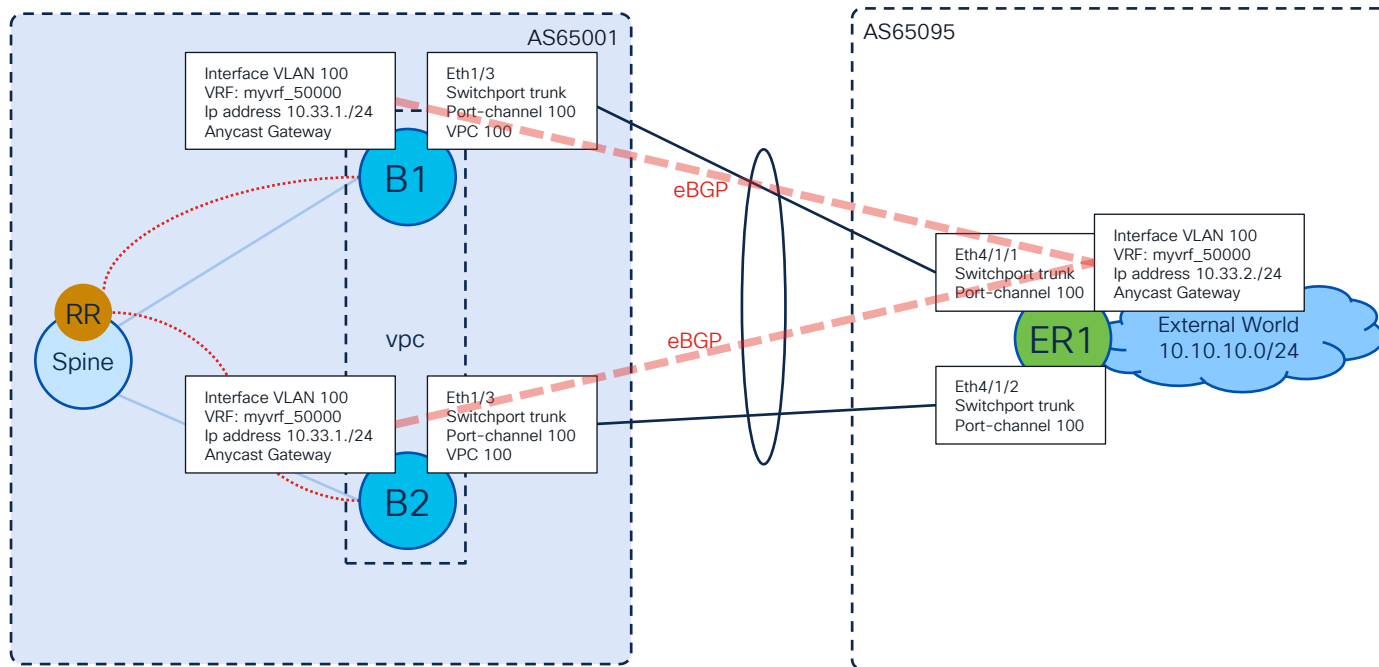 AS65001
Interface VLAN 100
VRF: myvrf_50000
Ip address 10.33.1./24
Anycast Gateway
Eth1/3
Switchport trunk
Port-channel 100
VPC 100
B1
RR
Spine
vpc
Interface VLAN 100
VRF: myvrf_50000
Ip address 10.33.1./24
Anycast Gateway
Eth1/3
Switchport trunk
Port-channel 100
VPC 100
B2
eBGP
eBGP
AS65095
Eth4/1/1
Switchport trunk
Port-channel 100
Interface VLAN 100
VRF: myvrf_50000
Ip address 10.33.2./24
Anycast Gateway
ER1
External World
10.10.10.0/24
Eth4/1/2
Switchport trunk
Port-channel 100